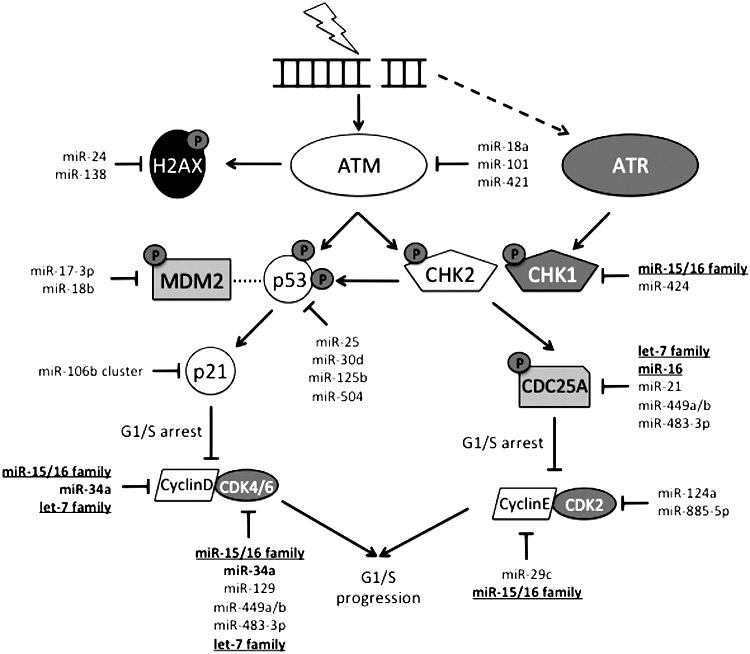 miR-24
miR-138
P
H2AX
ATM
miR-18a
miR-101
miR-421
ATR
miR-17-3p
miR-18b
P
MDM2
P
p53
P
P
CHK2
P
CHK1
miR-15/16 family
miR-424
miR-25
miR-30d
miR-125b
miR-504
miR-106b cluster
p21
P
CDC25A
let-7 family
miR-16
miR-21
miR-449a/b
miR-483-3p
G1/S arrest
G1/S arrest
miR-15/16 family
miR-34a
let-7 family
CyclinD
CDK4/6
CyclinE
CDK2
miR-124a
miR-885-5p
miR-15/16 family
miR-34a
miR-129
miR-449a/b
miR-483-3p
let-7 family
G1/S
progression
miR-29c
miR-15/16 family